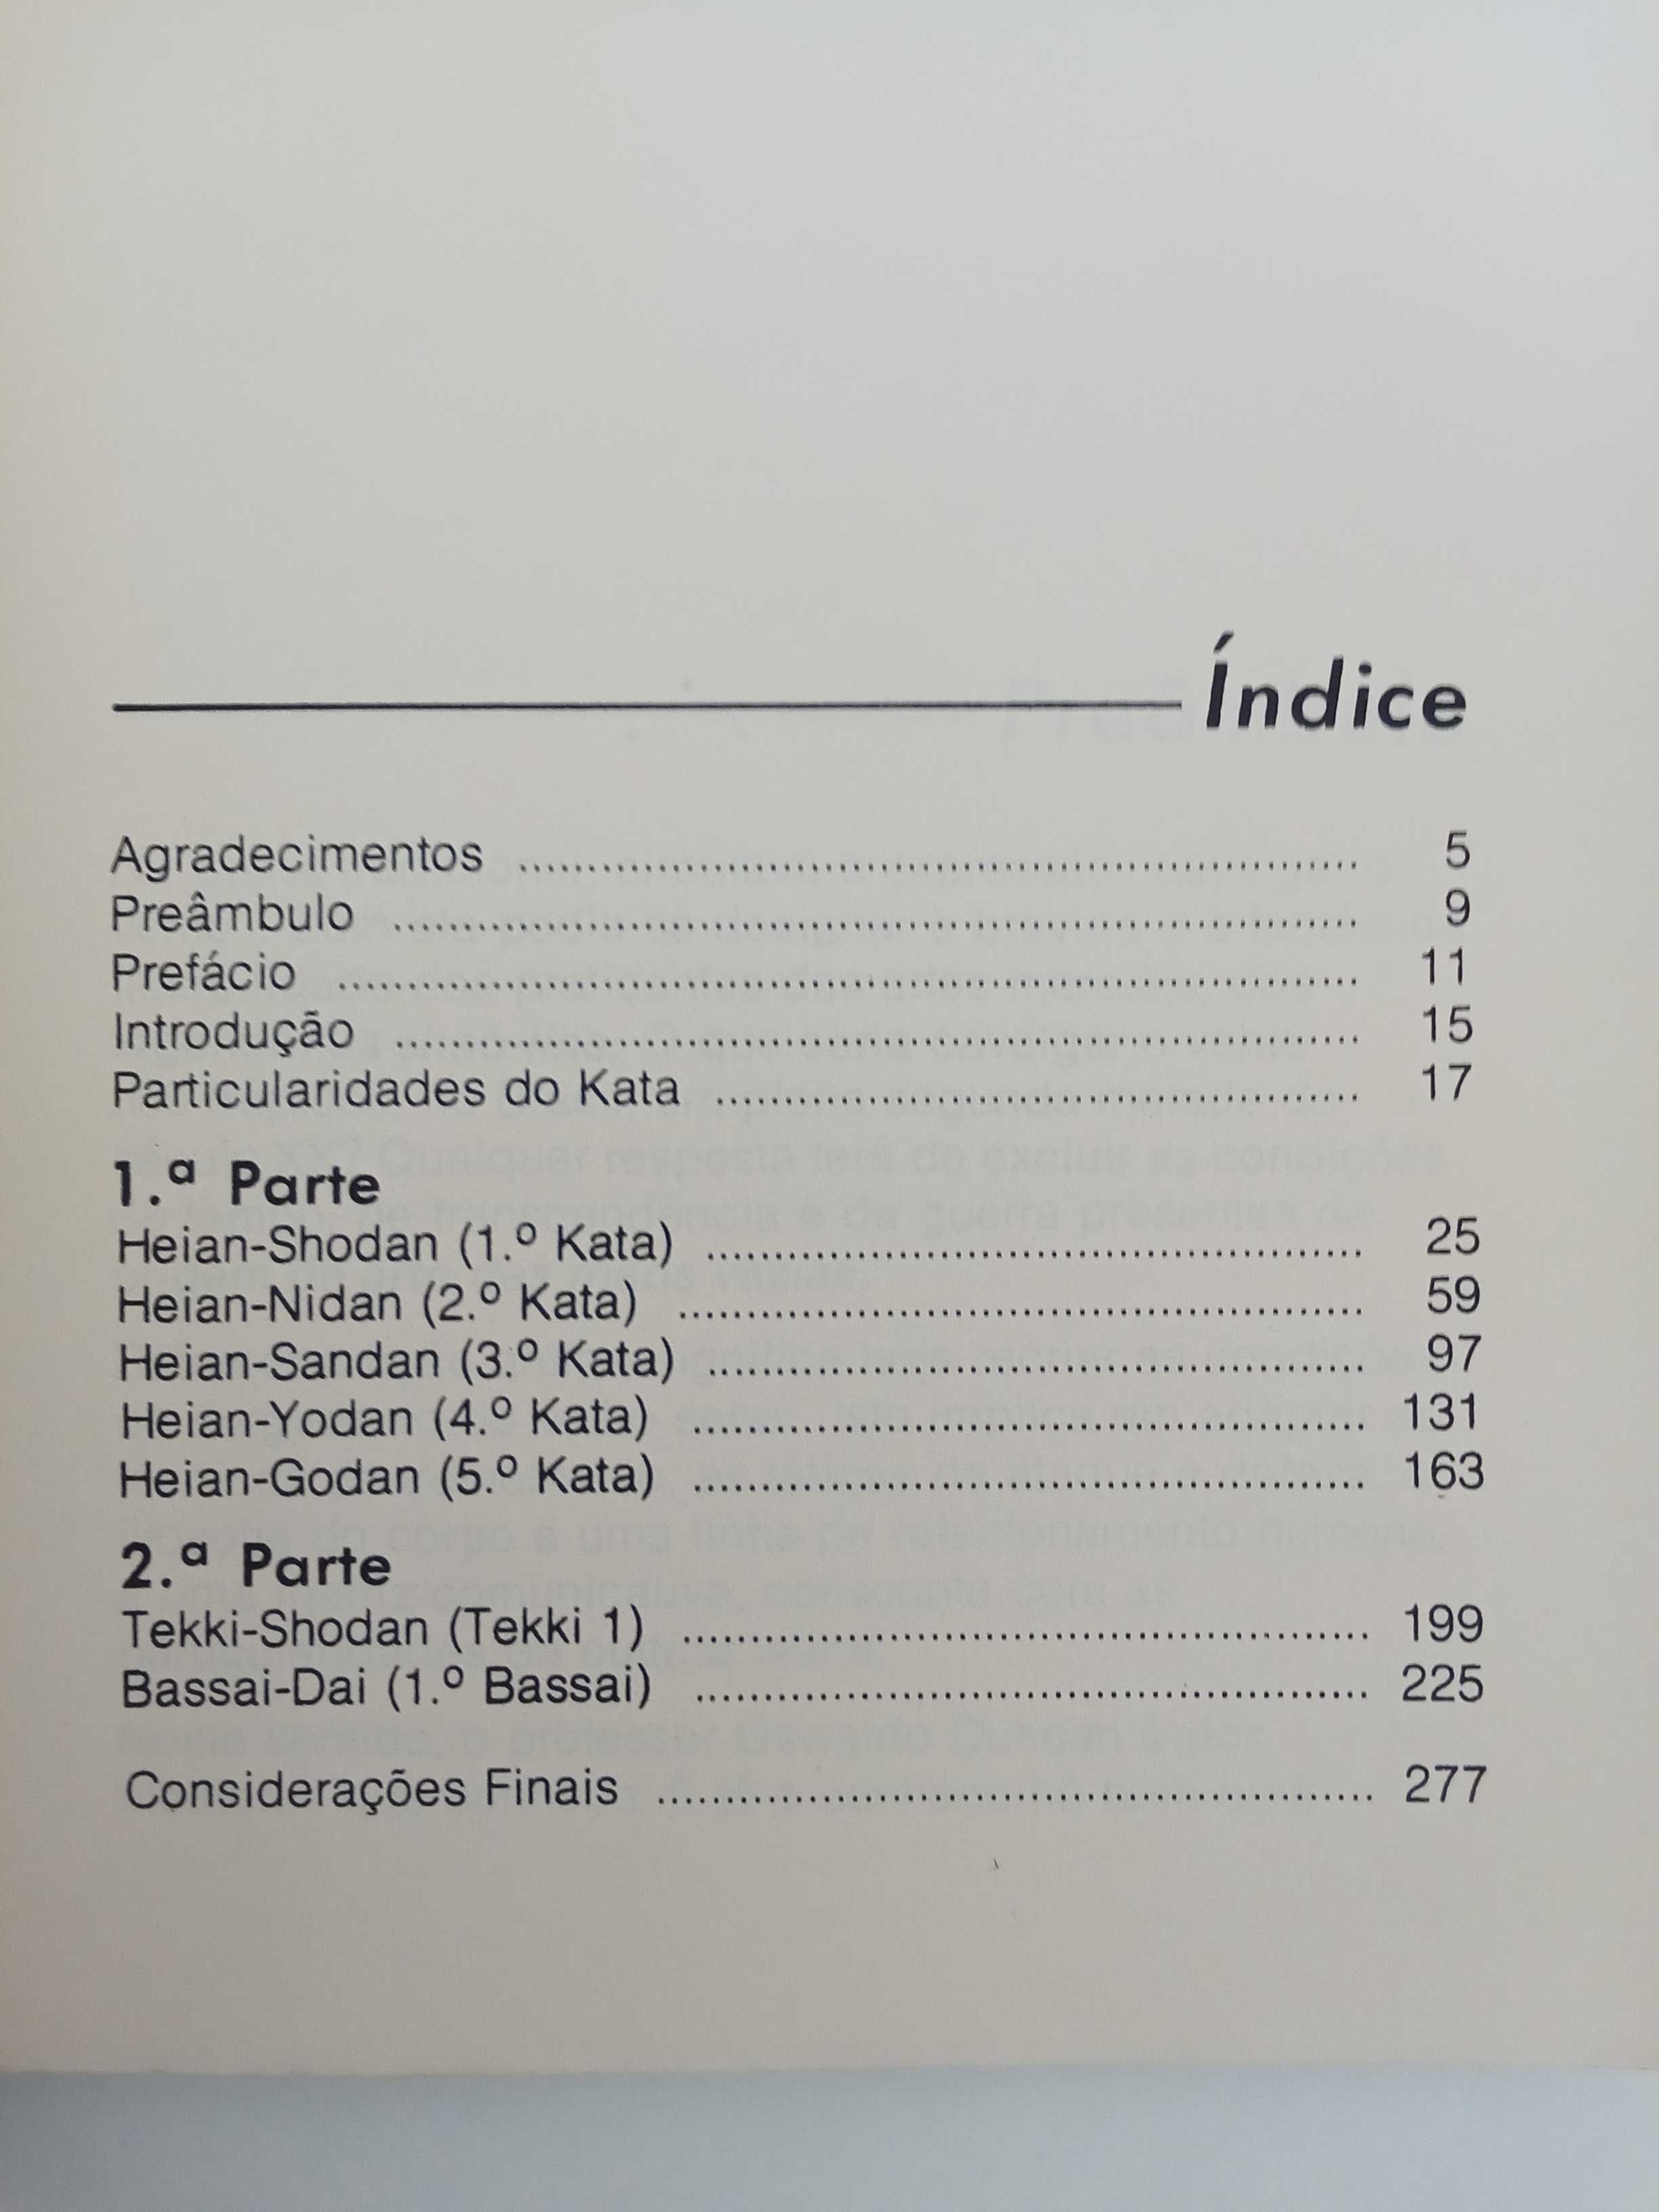 Índice
Agradecimentos ........................................................ 5
Preâmbulo ........................................................ 9
Prefácio ........................................................ 11
Introdução ........................................................ 15
Particularidades do Kata ........................................................ 17
1.ª Parte
Heian-Shodan (1.º Kata) ........................................................ 25
Heian-Nidan (2.º Kata) ........................................................ 59
Heian-Sandan (3.º Kata) ........................................................ 97
Heian-Yodan (4.º Kata) ........................................................ 131
Heian-Godan (5.º Kata) ........................................................ 163
2.ª Parte
Tekki-Shodan (Tekki 1) ........................................................ 199
Bassai-Dai (1.º Bassai) ........................................................ 225
Considerações Finais ........................................................ 277